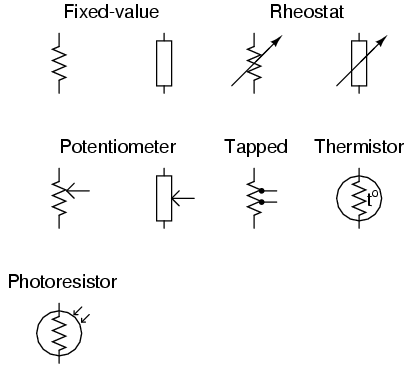 Fixed-value
Rheostat
Potentiometer
Tapped
Thermistor
t°
Photoresistor